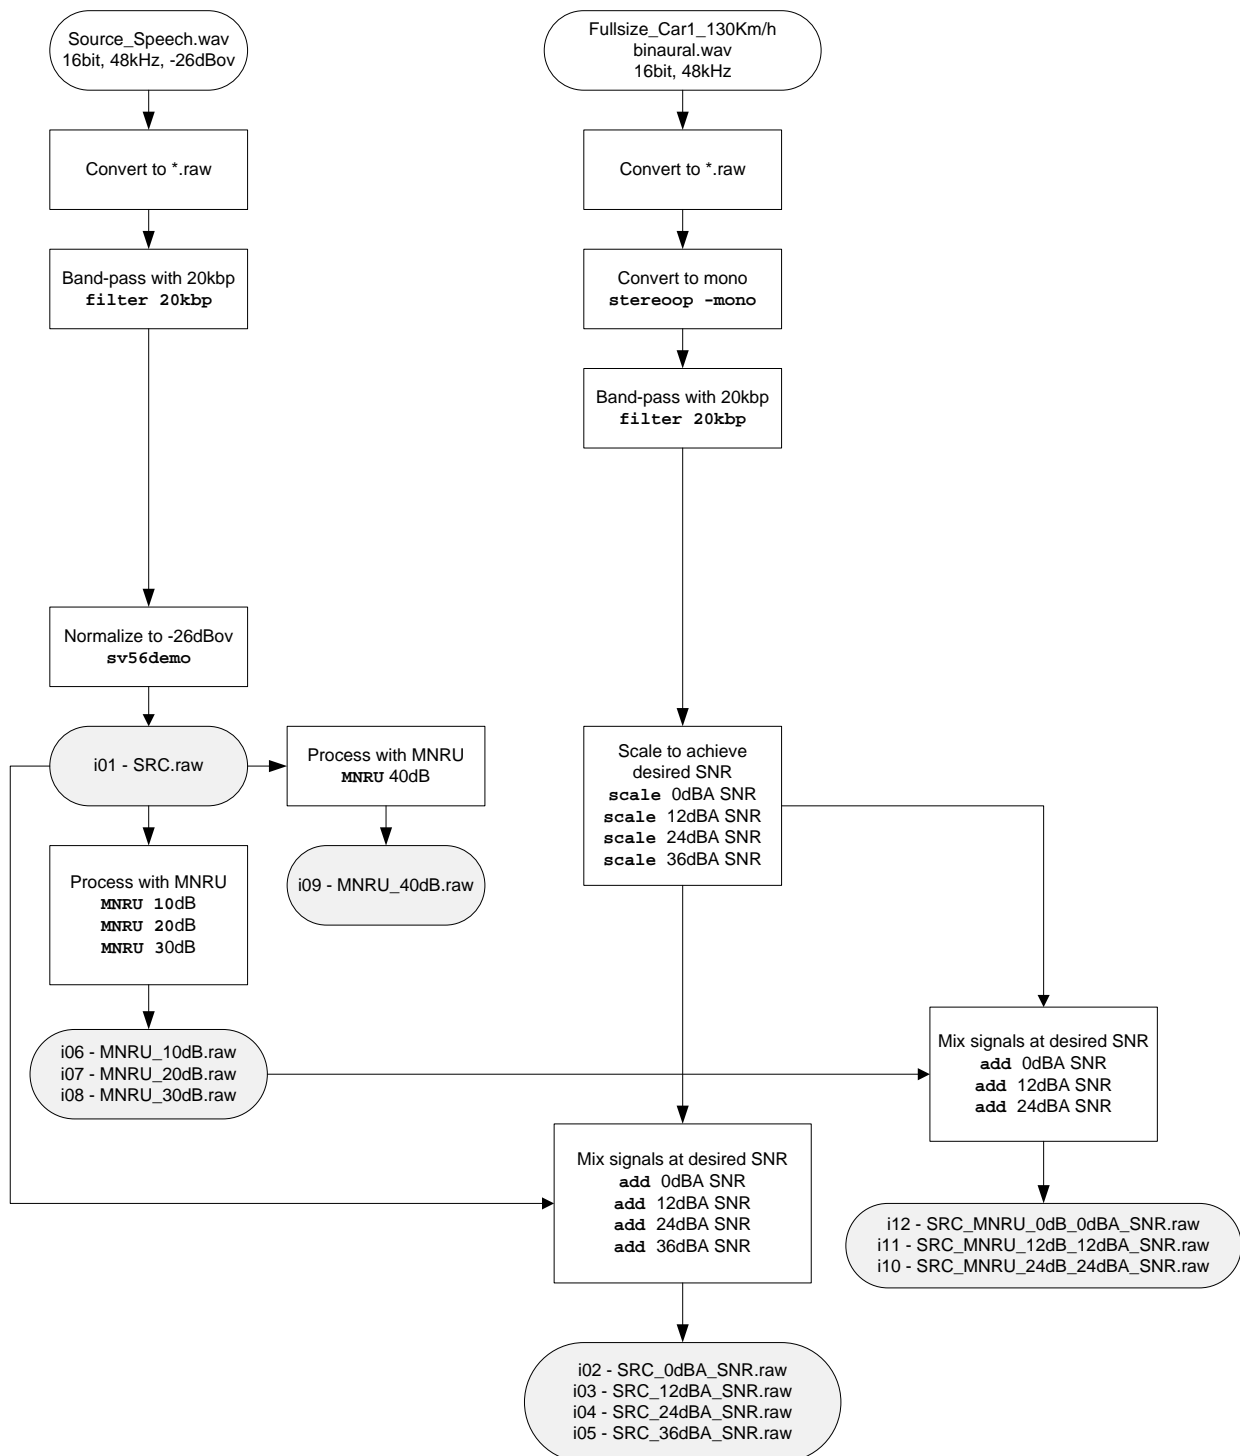 Source_Speech.wav
16bit, 48kHz, -26dBov
Convert to *.raw
Band-pass with 20kbp
filter 20kbp
Normalize to -26dBov
sv56demo
i01 - SRC.raw
Process with MNRU
MNRU 40dB
i09 - MNRU_40dB.raw
Process with MNRU
MNRU 10dB
MNRU 20dB
MNRU 30dB
i06 - MNRU_10dB.raw
i07 - MNRU_20dB.raw
i08 - MNRU_30dB.raw
Fullsize_Car1_130Km/h
binaural.wav
16bit, 48kHz
Convert to *.raw
Convert to mono
stereoop -mono
Band-pass with 20kbp
filter 20kbp
Scale to achieve
desired SNR
scale 0dBA SNR
scale 12dBA SNR
scale 24dBA SNR
scale 36dBA SNR
Mix signals at desired SNR
add 0dBA SNR
add 12dBA SNR
add 24dBA SNR
i12 - SRC_MNRU_0dB_0dBA_SNR.raw
i11 - SRC_MNRU_12dB_12dBA_SNR.raw
i10 - SRC_MNRU_24dB_24dBA_SNR.raw
Mix signals at desired SNR
add 0dBA SNR
add 12dBA SNR
add 24dBA SNR
add 36dBA SNR
i02 - SRC_0dBA_SNR.raw
i03 - SRC_12dBA_SNR.raw
i04 - SRC_24dBA_SNR.raw
i05 - SRC_36dBA_SNR.raw